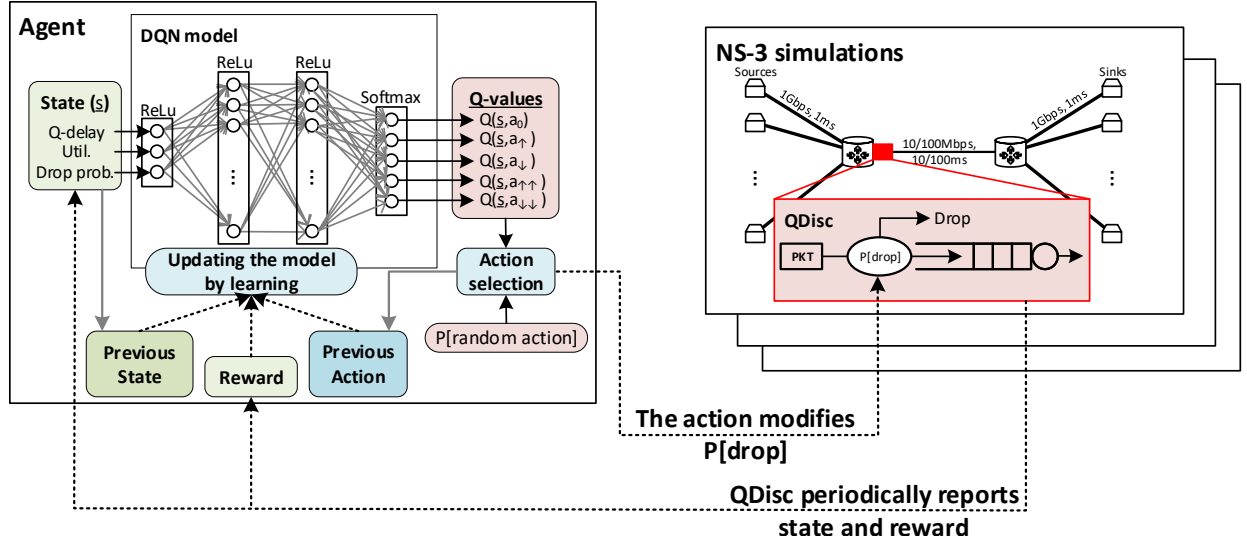 Agent
DQN model
State (s)
Q-delay
Util.
Drop prob.
ReLu
ReLu
ReLu
Softmax
Q-values
Q(s,a₀)
Q(s,a↑)
Q(s,a↓)
Q(s,a↑↑)
Q(s,a↓↓)
Updating the model
by learning
Action
selection
P[random action]
Previous
State
Reward
Previous
Action
NS-3 simulations
Sources
Sinks
1Gbps, 1ms
1Gbps, 1ms
10/100Mbps,
10/100ms
⋮
⋮
QDisc
Drop
PKT
P[drop]
The action modifies
P[drop]
QDisc periodically reports
state and reward